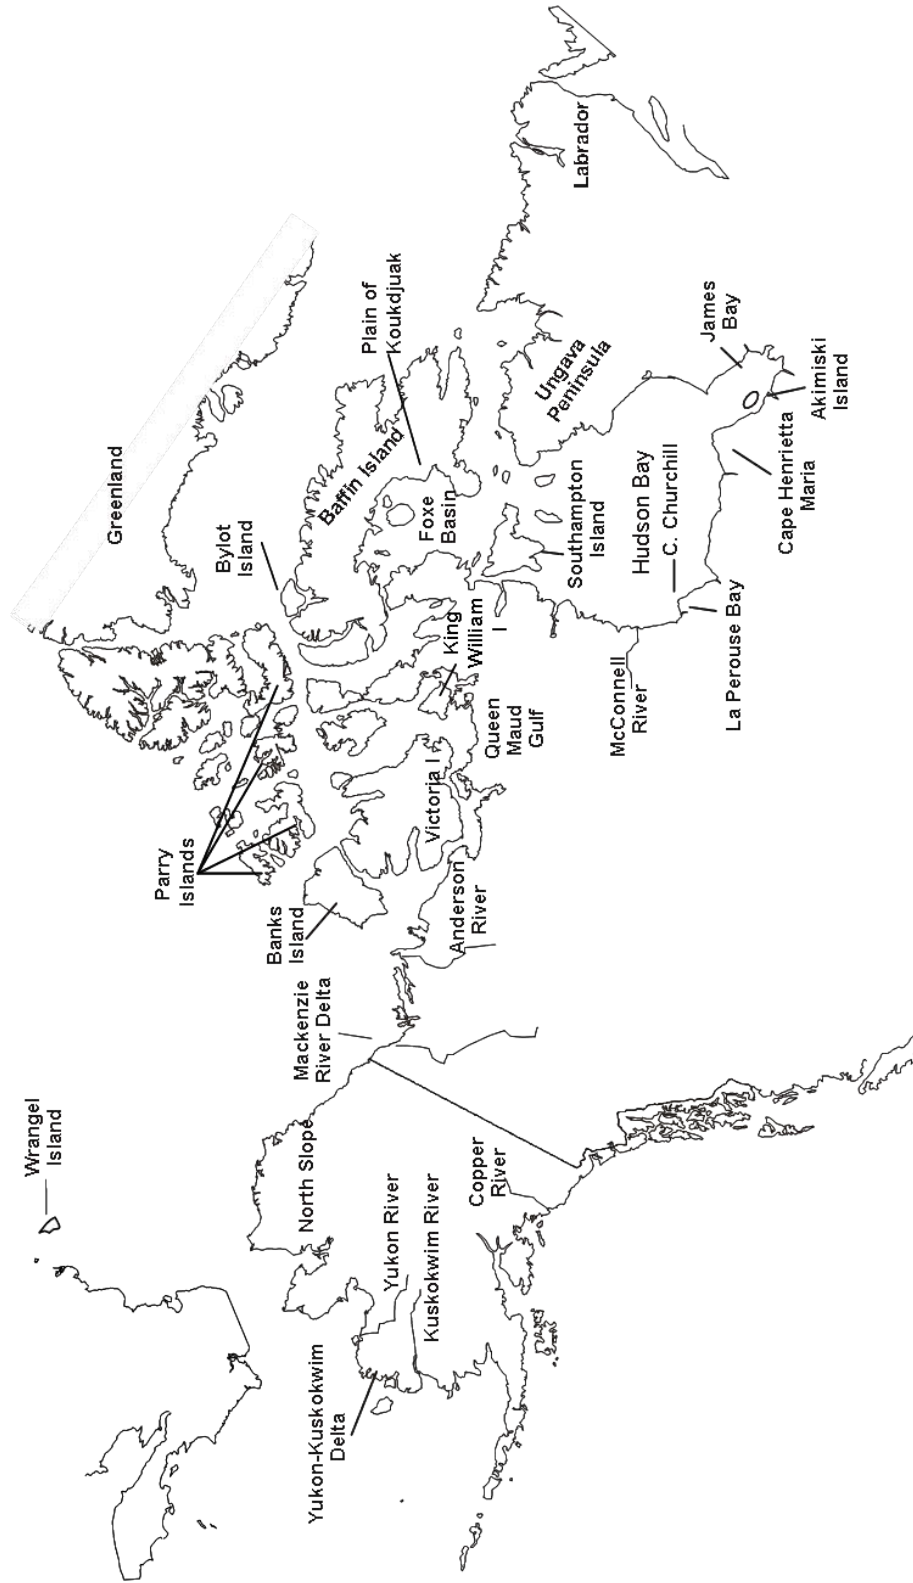 Wrangel
Island
Greenland
Bylot
Island
Parry
Islands
Banks
Island
Mackenzie
River Delta
North Slope
Yukon-Kuskokwim
Delta
Yukon River
Kuskokwim River
Copper
River
Anderson
River
Victoria I
Queen
Maud
Gulf
King
William
I
Baffin Island
Foxe
Basin
Plain of
Koukdjuak
Ungava
Peninsula
Labrador
Southampton
Island
Hudson Bay
C. Churchill
McConnell
River
La Perouse Bay
Cape Henrietta
Maria
James
Bay
Akimiski
Island